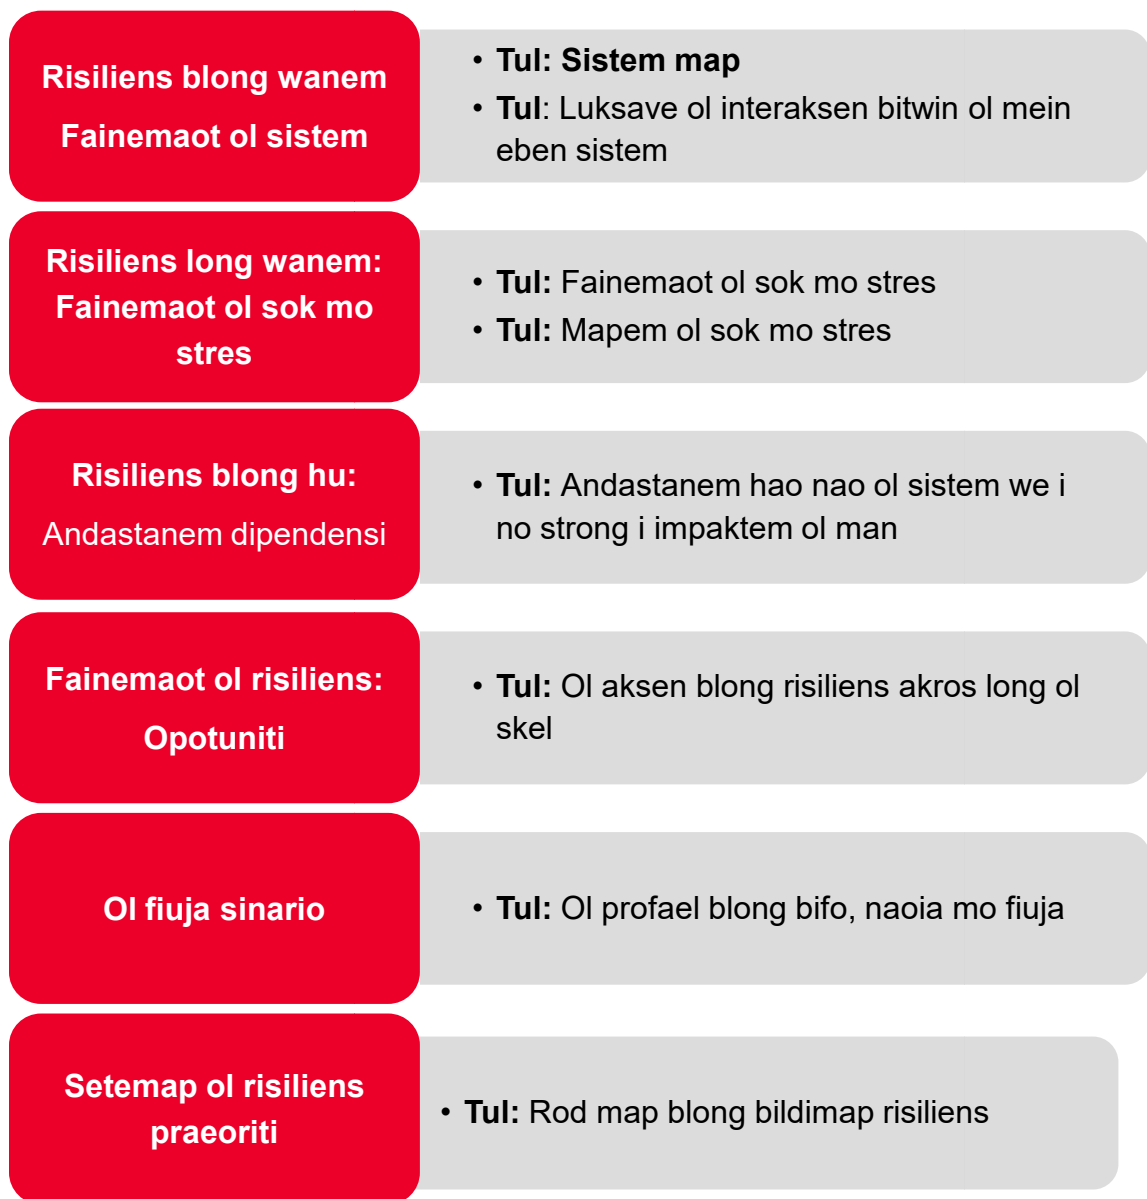 Risiliens blong wanem
Fainemaot ol sistem
• Tul: Sistem map
• Tul: Luksave ol interaksen bitwin ol mein
eben sistem
Risiliens long wanem:
Fainemaot ol sok mo
stres
• Tul: Fainemaot ol sok mo stres
• Tul: Mapem ol sok mo stres
Risiliens blong hu:
Andastanem dipendensi
• Tul: Andastanem hao nao ol sistem we i
no strong i impaktem ol man
Fainemaot ol risiliens:
Opotuniti
• Tul: Ol aksen blong risiliens akros long ol
skel
Ol fiuja sinario
• Tul: Ol profael blong bifo, naoia mo fiuja
Setemap ol risiliens
praeoriti
• Tul: Rod map blong bildimap risiliens